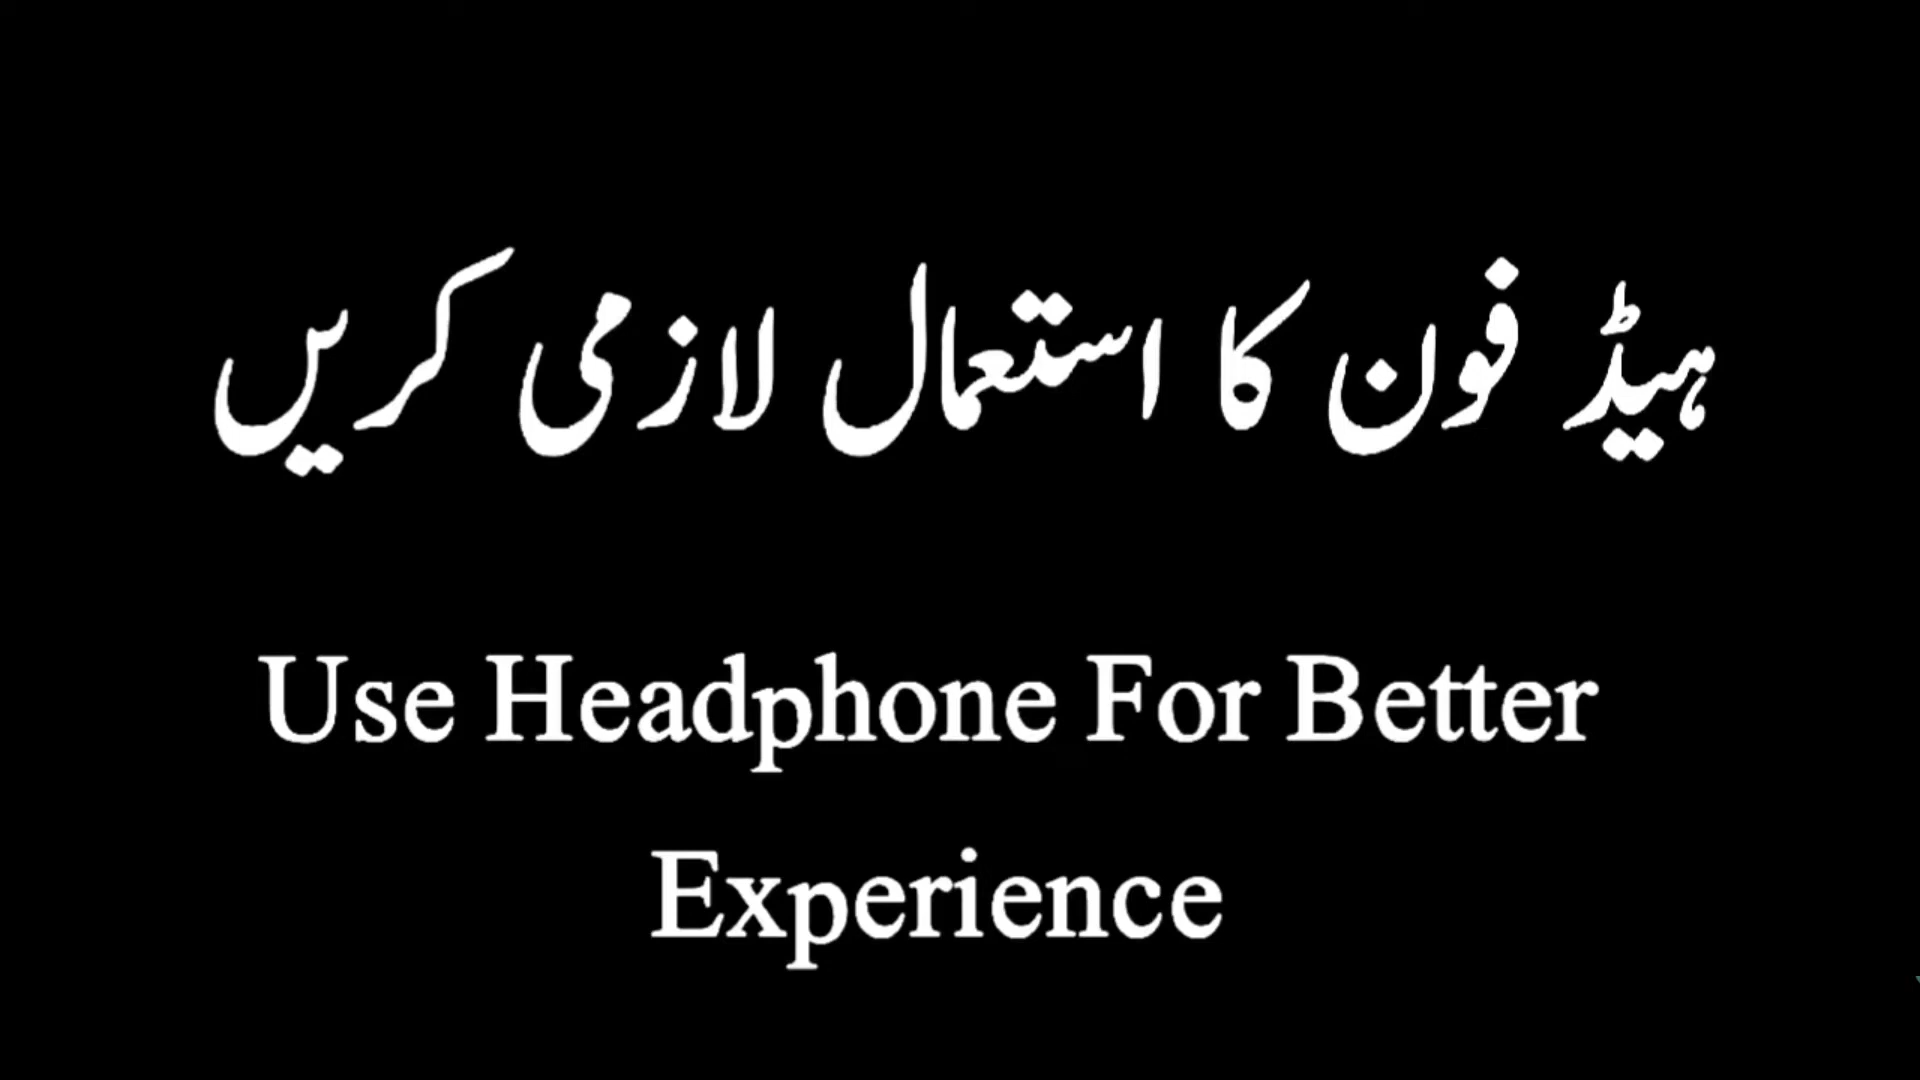 ہیڈ فون کا استعمال لازمی کریں
Use Headphone For Better
Experience